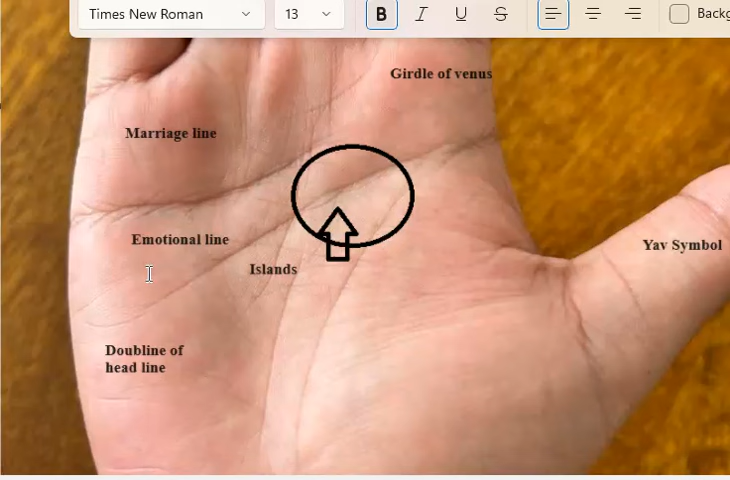 Times New Roman
13
B I U S
Backg
Girdle of venus
Marriage line
Emotional line
Yav Symbol
Islands
Doubline of
head line